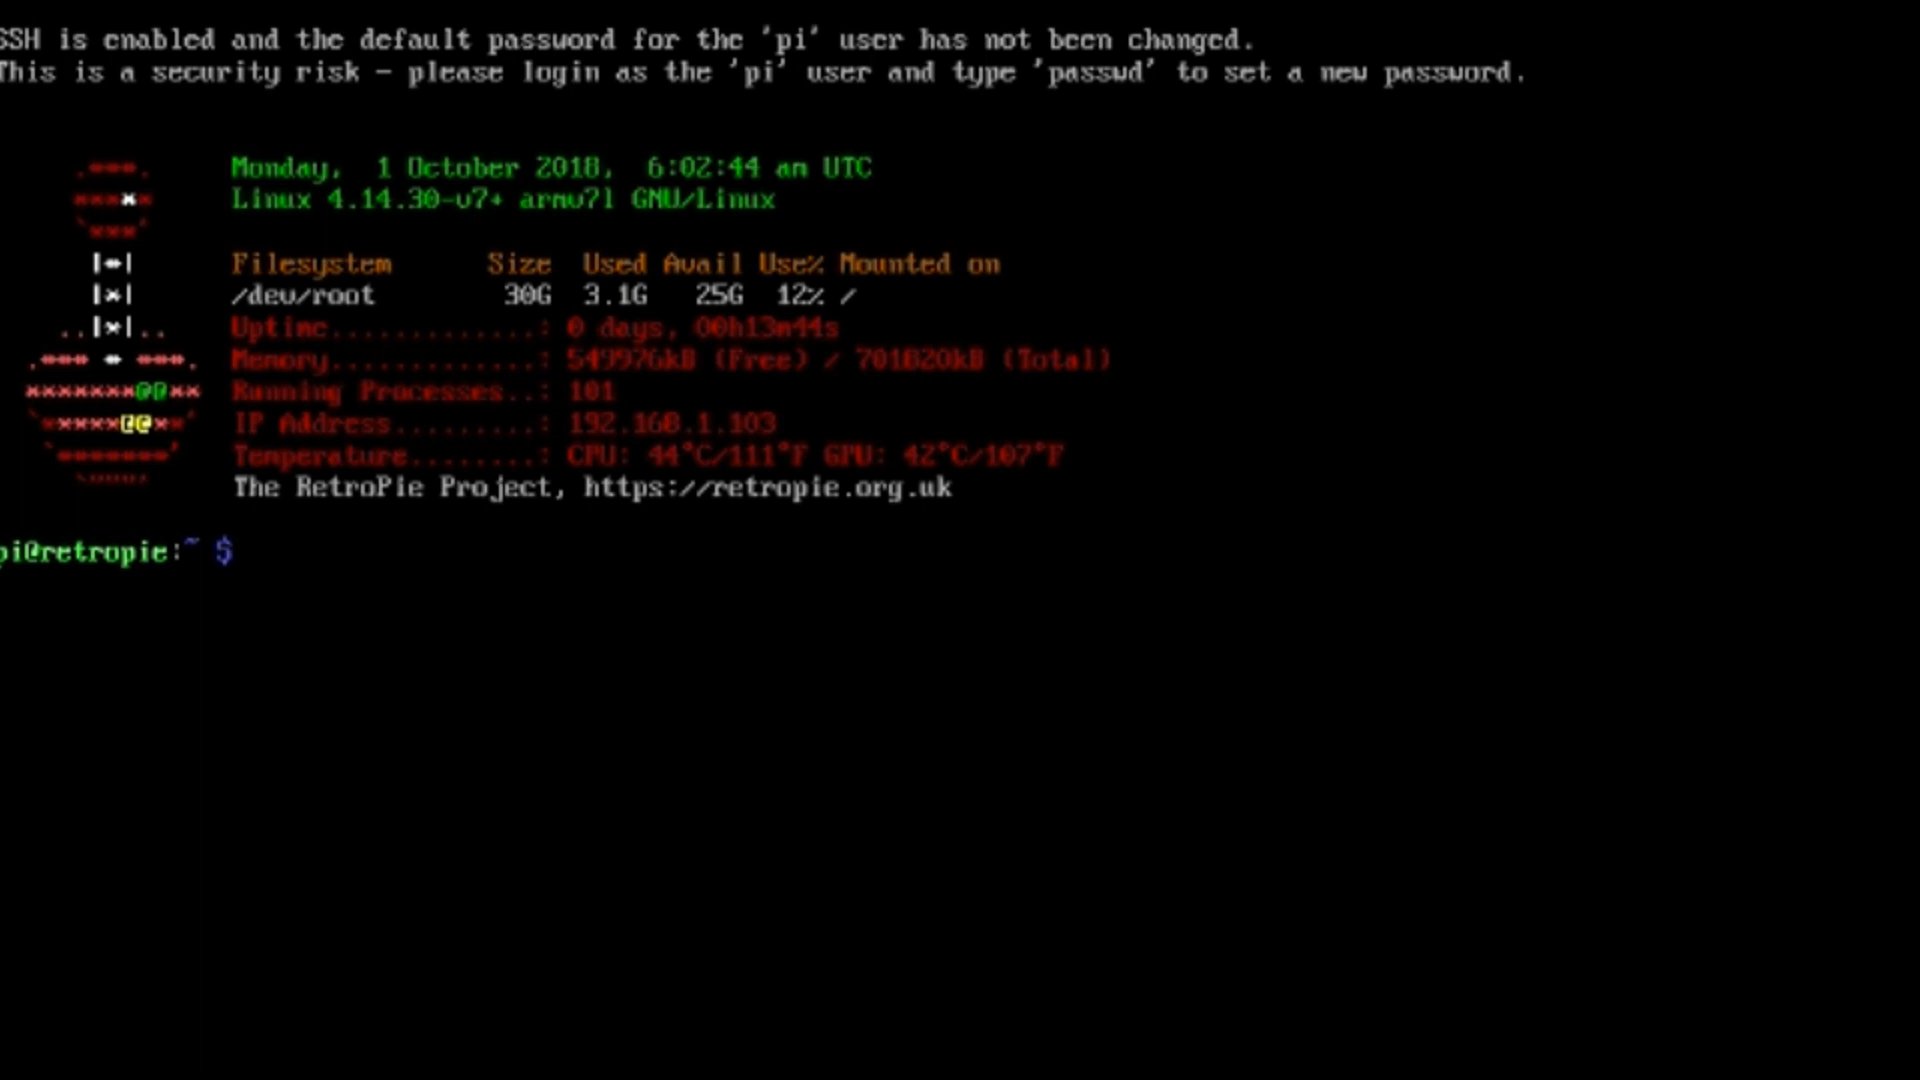 SSH is enabled and the default password for the 'pi' user has not been changed.
This is a security risk - please login as the 'pi' user and type 'passwd' to set a new password.
Monday,  1 October 2018,  6:02:44 am UTC
Linux 4.14.30-v7+ armv7l GNU/Linux
Filesystem      Size  Used Avail Use% Mounted on
/dev/root        30G  3.1G   25G  12% /
Uptime.............: 0 days, 00h13m44s
Memory.............: 549976kB (Free) / 701820kB (Total)
Running Processes..: 101
IP Address.........: 192.168.1.103
Temperature........: CPU: 44°C/111°F GPU: 42°C/107°F
The RetroPie Project, https://retropie.org.uk
pi@retropie:~ $